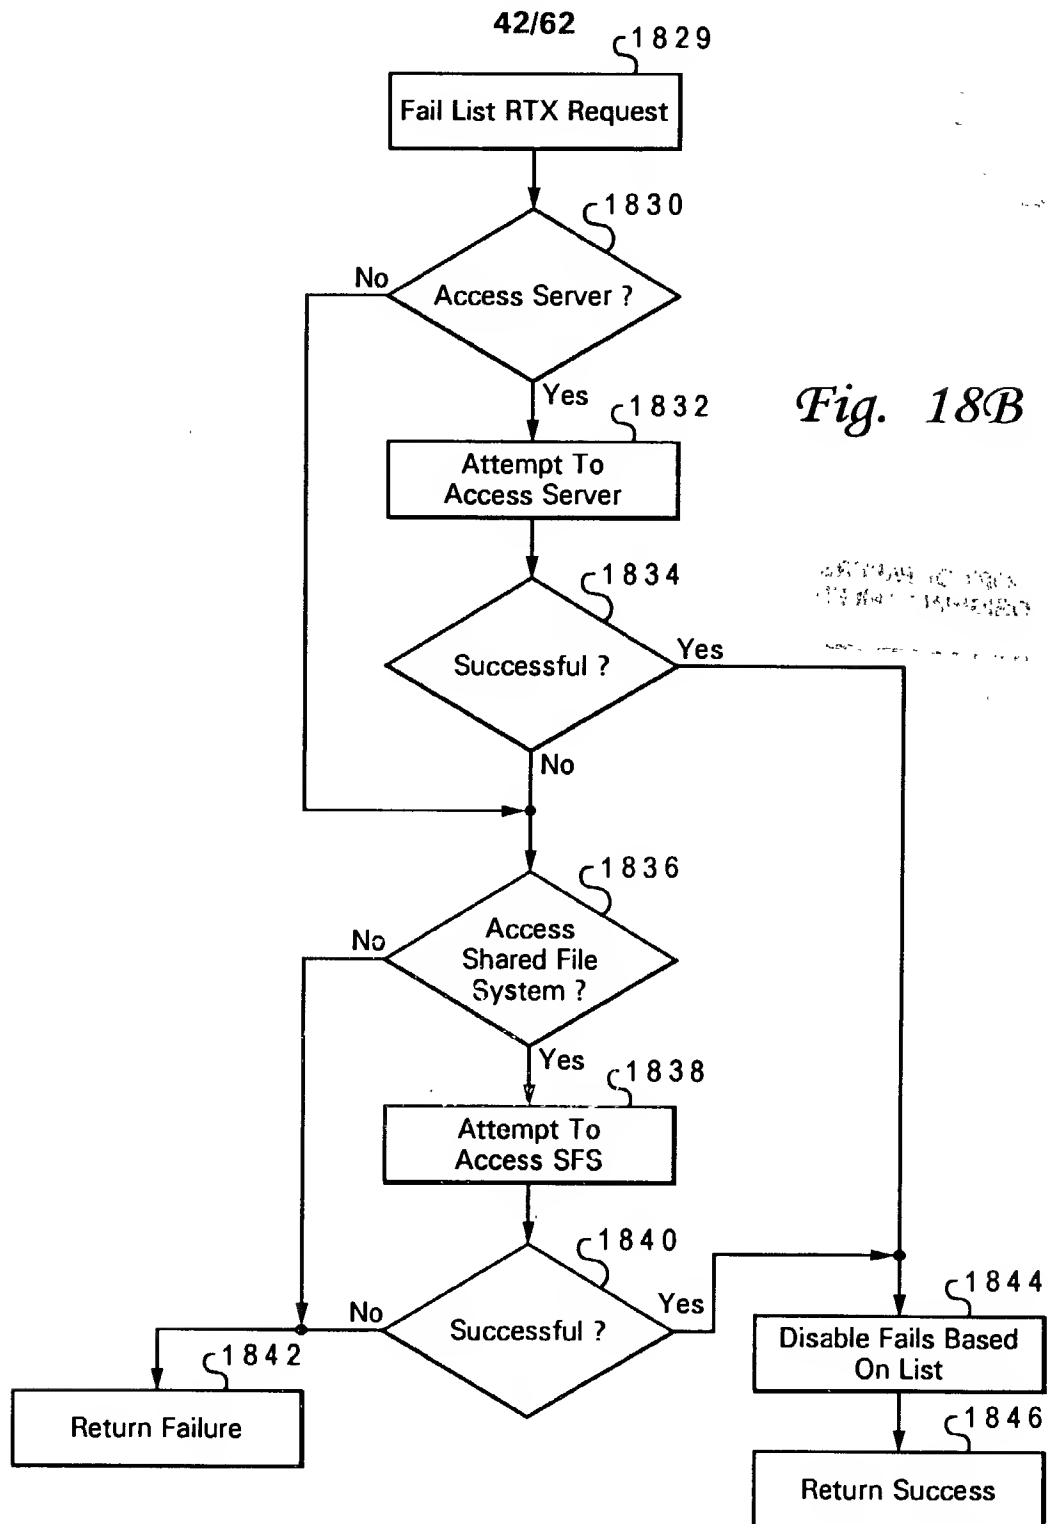 42/62
1829
Fail List RTX Request
1830
No
Access Server ?
Yes
Fig. 18B
1832
Attempt To
Access Server
1834
Yes
Successful ?
No
1836
No
Access
Shared File
System ?
Yes
1838
Attempt To
Access SFS
1840
No
Yes
Successful ?
1844
Disable Fails Based
On List
1842
Return Failure
1846
Return Success